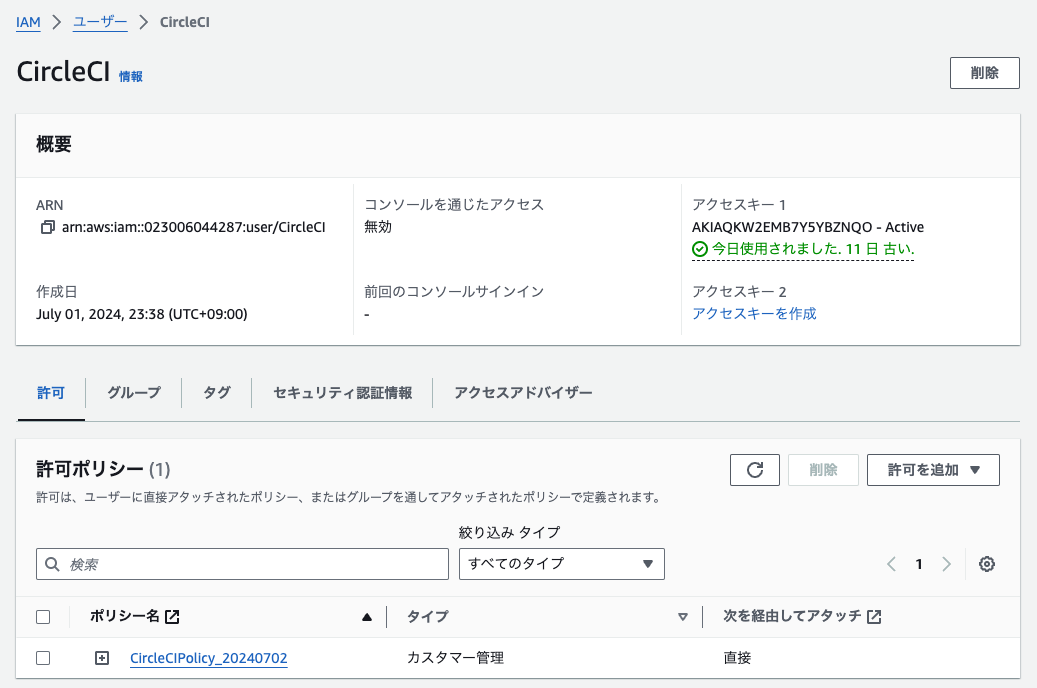 IAM > ユーザー > CircleCI
CircleCI 情報
削除
概要
ARN
arn:aws:iam::023006044287:user/CircleCI
コンソールを通じたアクセス
無効
アクセスキー 1
AKIAQKW2EMB7Y5YBZNQO - Active
今日使用されました. 11 日 古い.
作成日
July 01, 2024, 23:38 (UTC+09:00)
前回のコンソールサインイン
-
アクセスキー 2
アクセスキーを作成
許可 グループ タグ セキュリティ認証情報 アクセスアドバイザー
許可ポリシー (1)
削除 許可を追加
許可は、ユーザーに直接アタッチされたポリシー、またはグループを通してアタッチされたポリシーで定義されます。
絞り込み タイプ
検索 すべてのタイプ 1
ポリシー名 タイプ 次を経由してアタッチ
CircleCIPolicy_20240702 カスタマー管理 直接